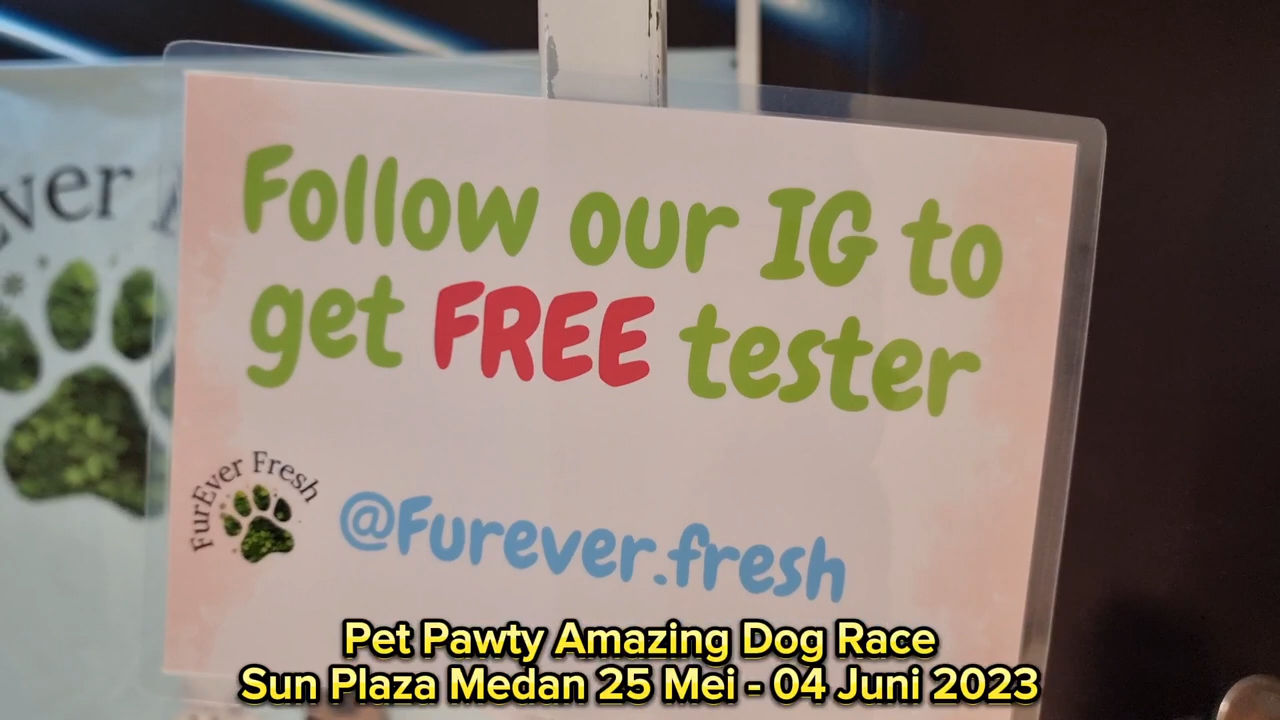 Follow our IG to
get FREE tester
FurEver Fresh
@Furever.fresh
Pet Pawty Amazing Dog Race
Sun Plaza Medan 25 Mei - 04 Juni 2023